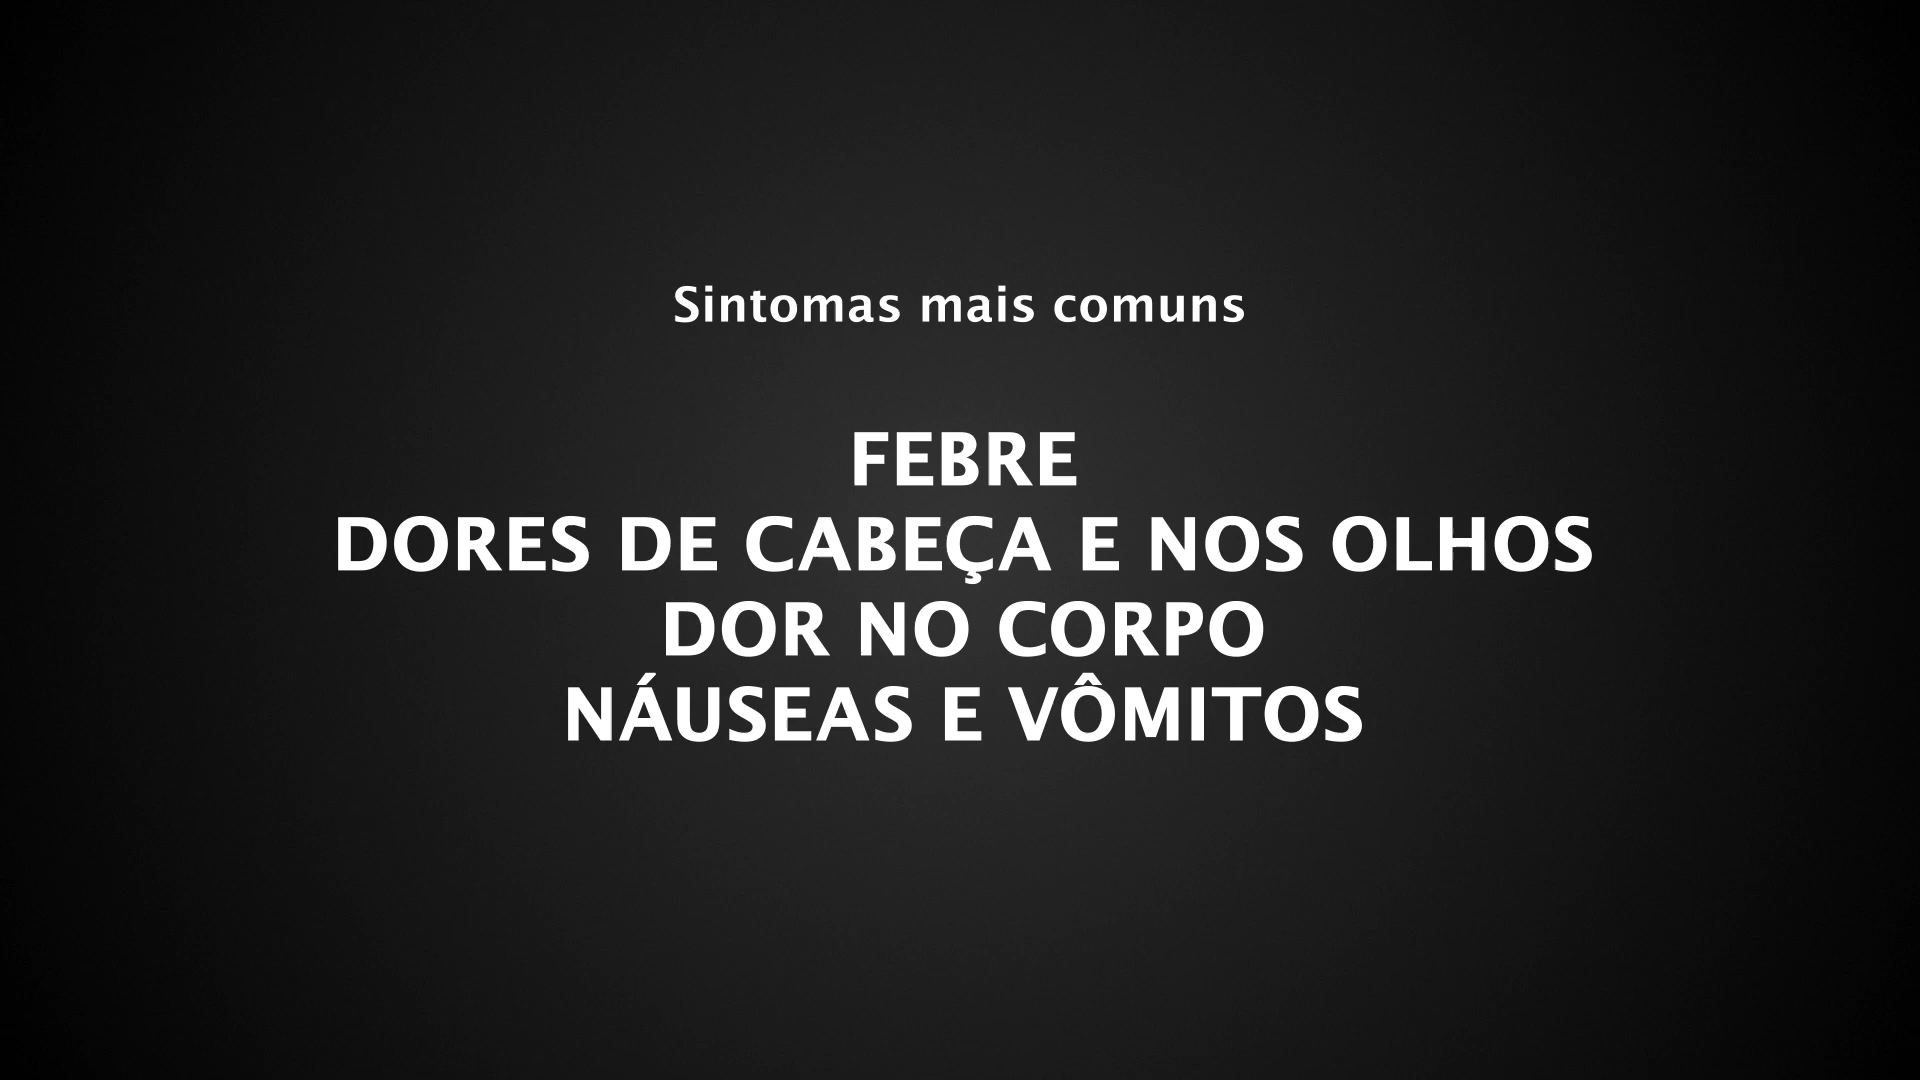 Sintomas mais comuns
FEBRE
DORES DE CABEÇA E NOS OLHOS
DOR NO CORPO
NÁUSEAS E VÔMITOS